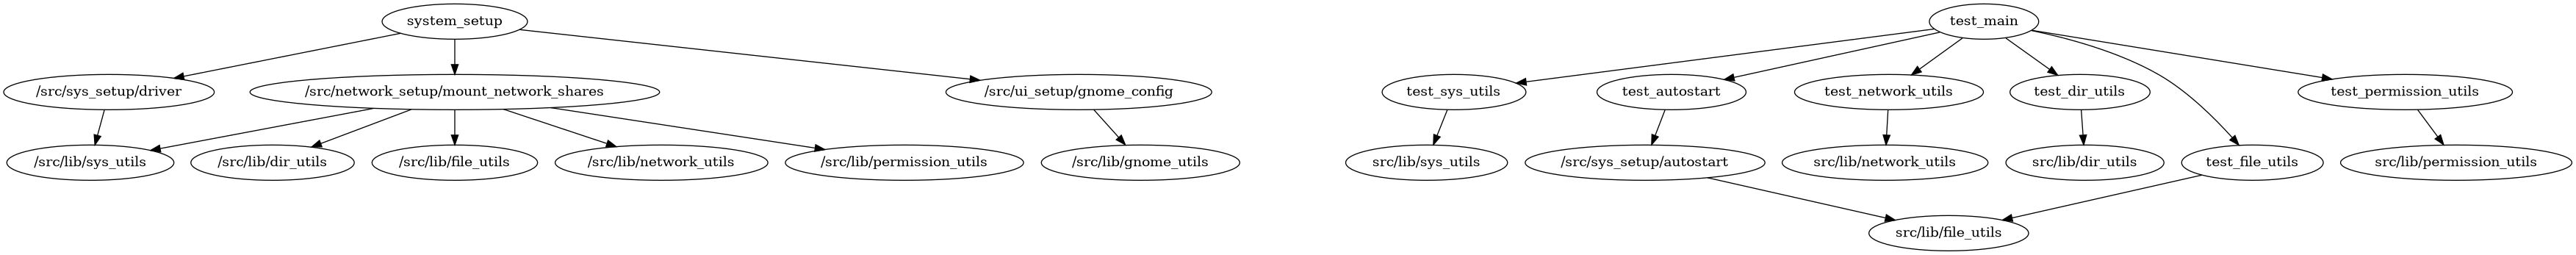 system_setup
test_main
/src/sys_setup/driver
/src/network_setup/mount_network_shares
/src/ui_setup/gnome_config
test_sys_utils
test_autostart
test_network_utils
test_dir_utils
test_permission_utils
/src/lib/sys_utils
/src/lib/dir_utils
/src/lib/file_utils
/src/lib/network_utils
/src/lib/permission_utils
/src/lib/gnome_utils
src/lib/sys_utils
/src/sys_setup/autostart
src/lib/network_utils
src/lib/dir_utils
test_file_utils
src/lib/permission_utils
src/lib/file_utils